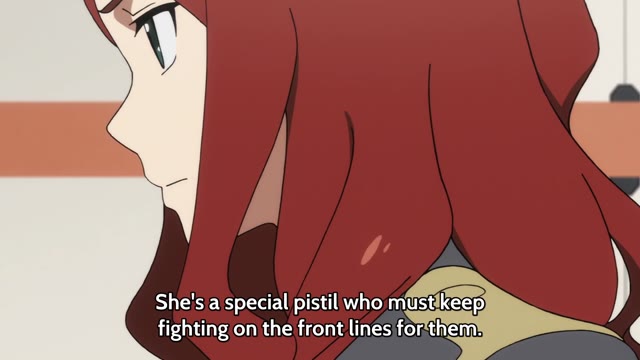 She's a special pistil who must keep
fighting on the front lines for them.